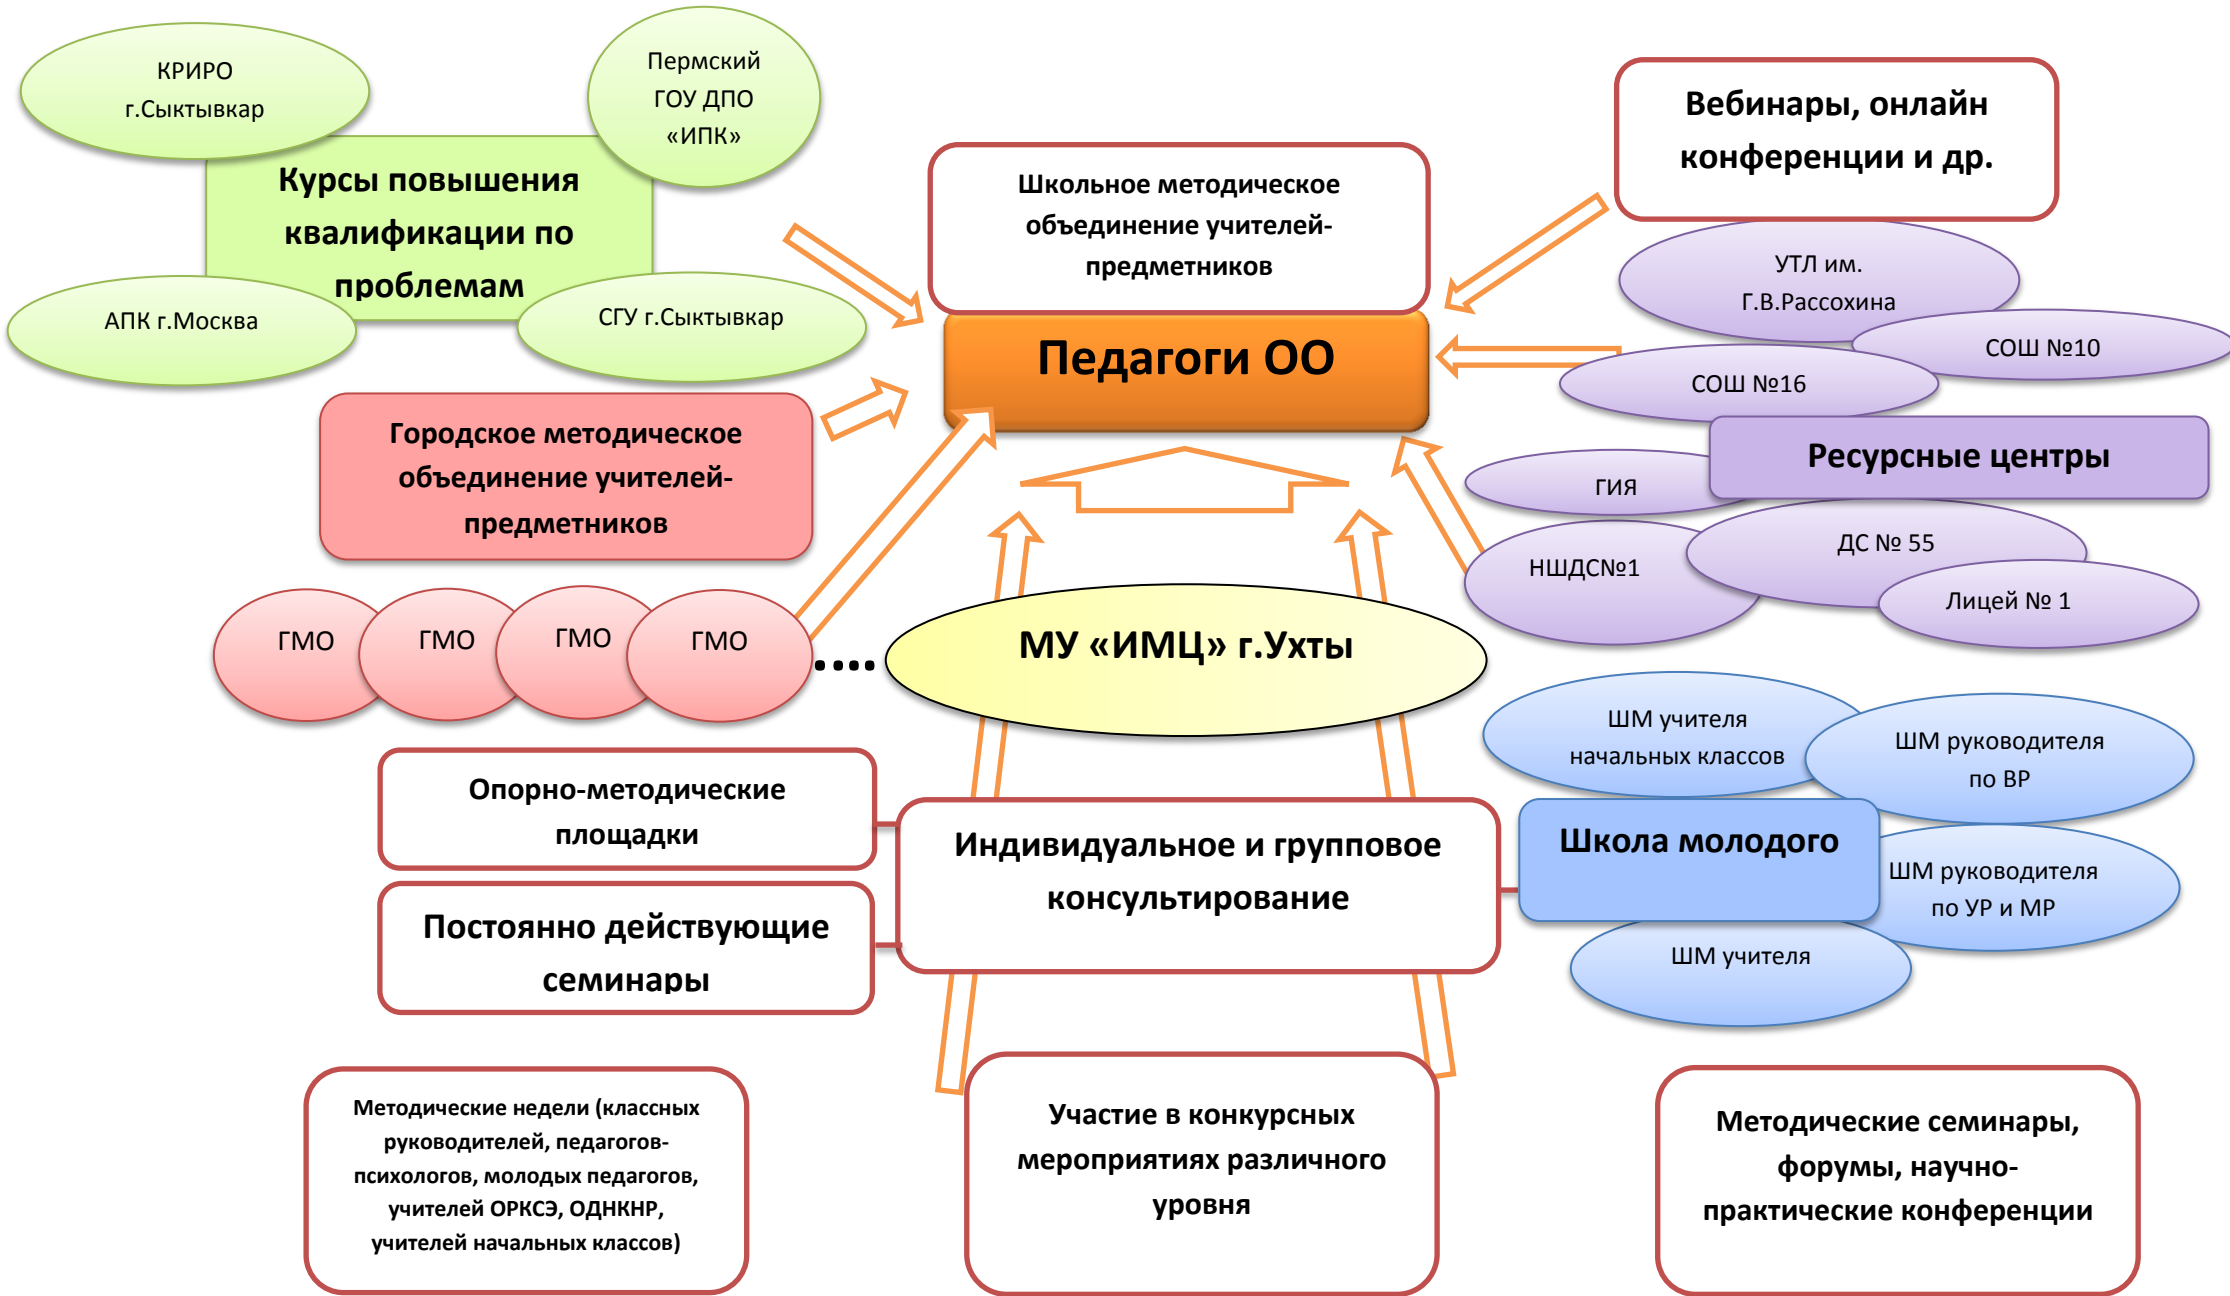 КРИРО
г.Сыктывкар
Пермский
ГОУ ДПО
«ИПК»
Курсы повышения
квалификации по
проблемам
АПК г.Москва
СГУ г.Сыктывкар
Школьное методическое
объединение учителей-
предметников
Педагоги ОО
Вебинары, онлайн
конференции и др.
УТЛ им.
Г.В.Рассохина
СОШ №10
СОШ №16
Ресурсные центры
ГИЯ
НШДС№1
ДС № 55
Лицей № 1
Городское методическое
объединение учителей-
предметников
ГМО
ГМО
ГМО
ГМО
МУ «ИМЦ» г.Ухты
Опорно-методические
площадки
Постоянно действующие
семинары
Индивидуальное и групповое
консультирование
ШМ учителя
начальных классов
ШМ руководителя
по ВР
Школа молодого
ШМ руководителя
по УР и МР
ШМ учителя
Методические недели (классных
руководителей, педагогов-
психологов, молодых педагогов,
учителей ОРКСЭ, ОДНКНР,
учителей начальных классов)
Участие в конкурсных
мероприятиях различного
уровня
Методические семинары,
форумы, научно-
практические конференции